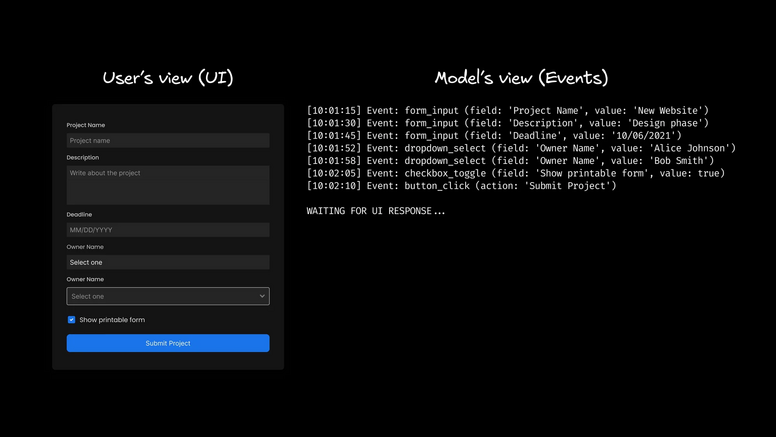 User's view (UI)
Project Name
Project name
Description
Write about the project
Deadline
MM/DD/YYYY
Owner Name
Select one
Owner Name
Select one
Show printable form
Submit Project
Model's view (Events)
[10:01:15] Event: form_input (field: 'Project Name', value: 'New Website')
[10:01:30] Event: form_input (field: 'Description', value: 'Design phase')
[10:01:45] Event: form_input (field: 'Deadline', value: '10/06/2021')
[10:01:52] Event: dropdown_select (field: 'Owner Name', value: 'Alice Johnson')
[10:01:58] Event: dropdown_select (field: 'Owner Name', value: 'Bob Smith')
[10:02:05] Event: checkbox_toggle (field: 'Show printable form', value: true)
[10:02:10] Event: button_click (action: 'Submit Project')
WAITING FOR UI RESPONSE...